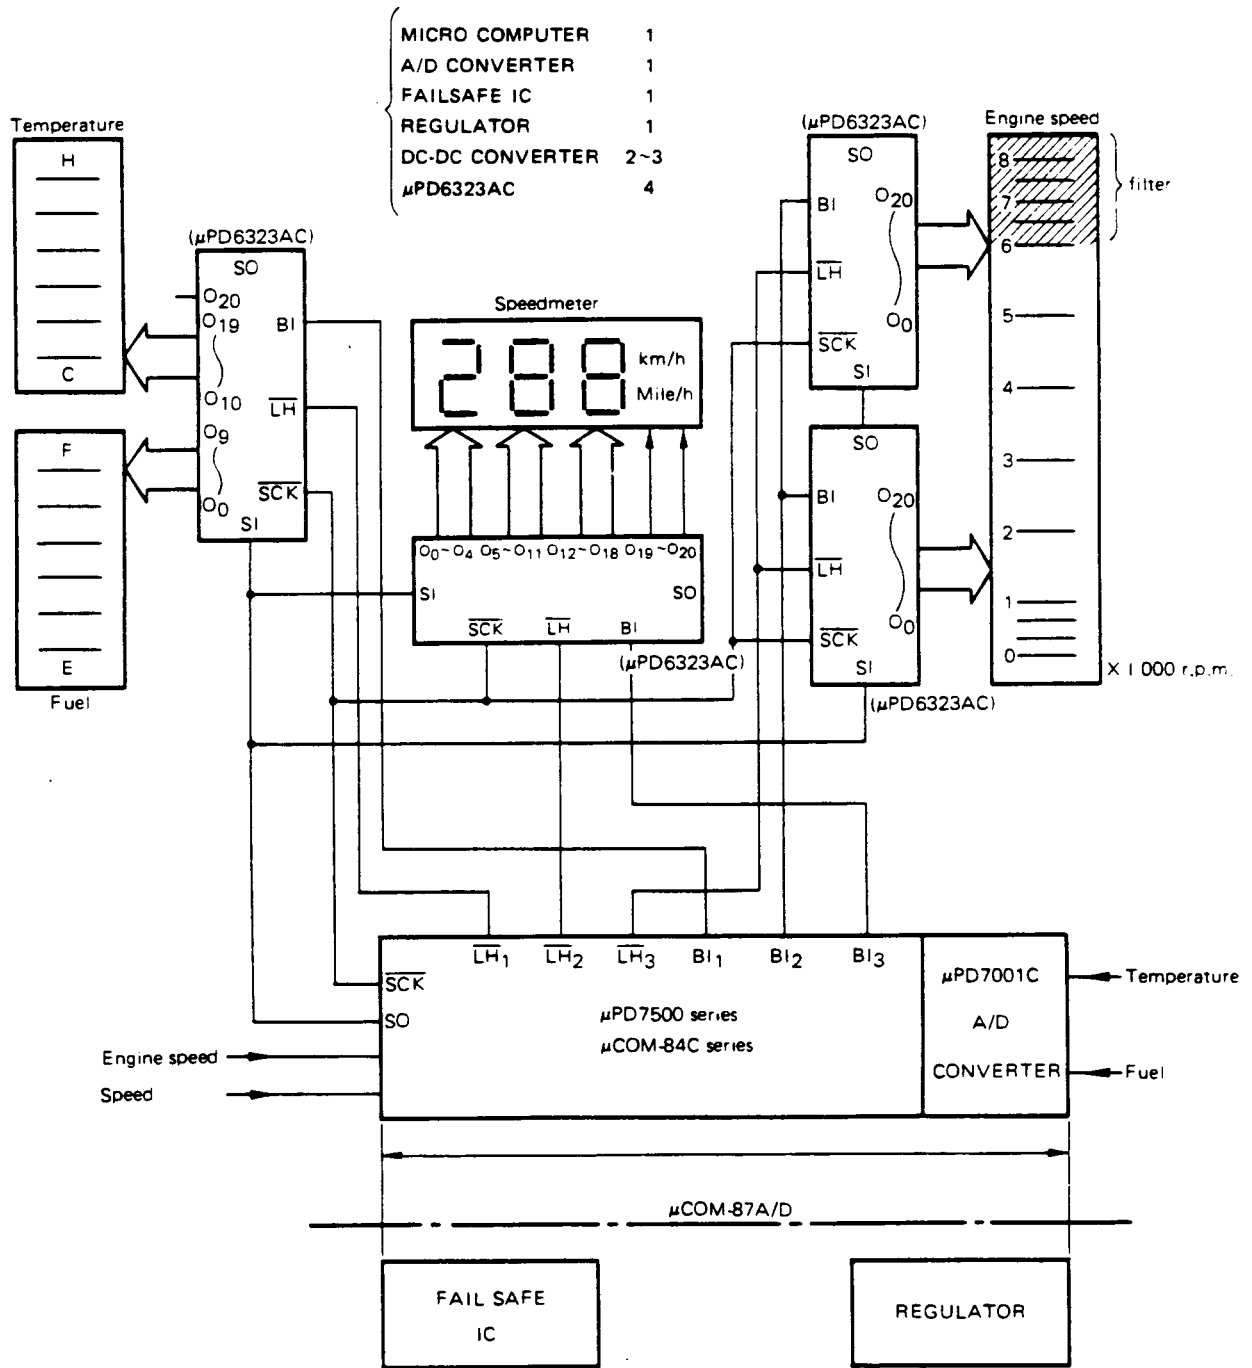 MICRO COMPUTER 1
A/D CONVERTER 1
FAILSAFE IC 1
REGULATOR 1
DC-DC CONVERTER 2~3
μPD6323AC 4
Temperature
H
C
F
E
Fuel
(μPD6323AC)
SO
O20
O19
BI
O10
LH
O9
SCK
O0
SI
Speedmeter
288
km/h
Mile/h
O0~O4 O5~O11 O12~O18 O19~O20
SI
SO
SCK LH BI
(μPD6323AC)
(μPD6323AC)
SO
BI
O20
LH
O0
SCK
SI
SO
BI
O20
LH
O0
SCK
SI
(μPD6323AC)
Engine speed
8
7
6
5
4
3
2
1
0
filter
X 1 000 r.p.m.
LH1 LH2 LH3 BI1 BI2 BI3
SCK
SO
μPD7500 series
μCOM-84C series
μPD7001C
A/D
CONVERTER
Temperature
Fuel
Engine speed
Speed
μCOM-87A/D
FAIL SAFE
IC
REGULATOR